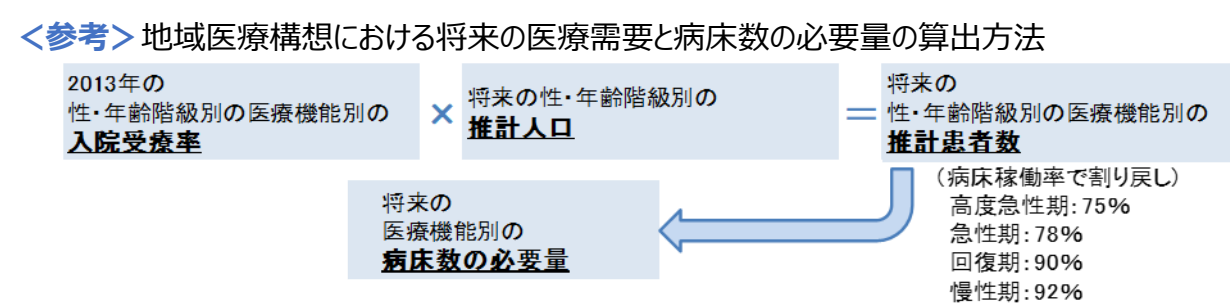 <参考>地域医療構想における将来の医療需要と病床数の必要量の算出方法
2013年の
性・年齢階級別の医療機能別の
入院受療率
×
将来の性・年齢階級別の
推計人口
=
将来の
性・年齢階級別の医療機能別の
推計患者数
(病床稼働率で割り戻し)
高度急性期:75%
急性期:78%
回復期:90%
慢性期:92%
将来の
医療機能別の
病床数の必要量